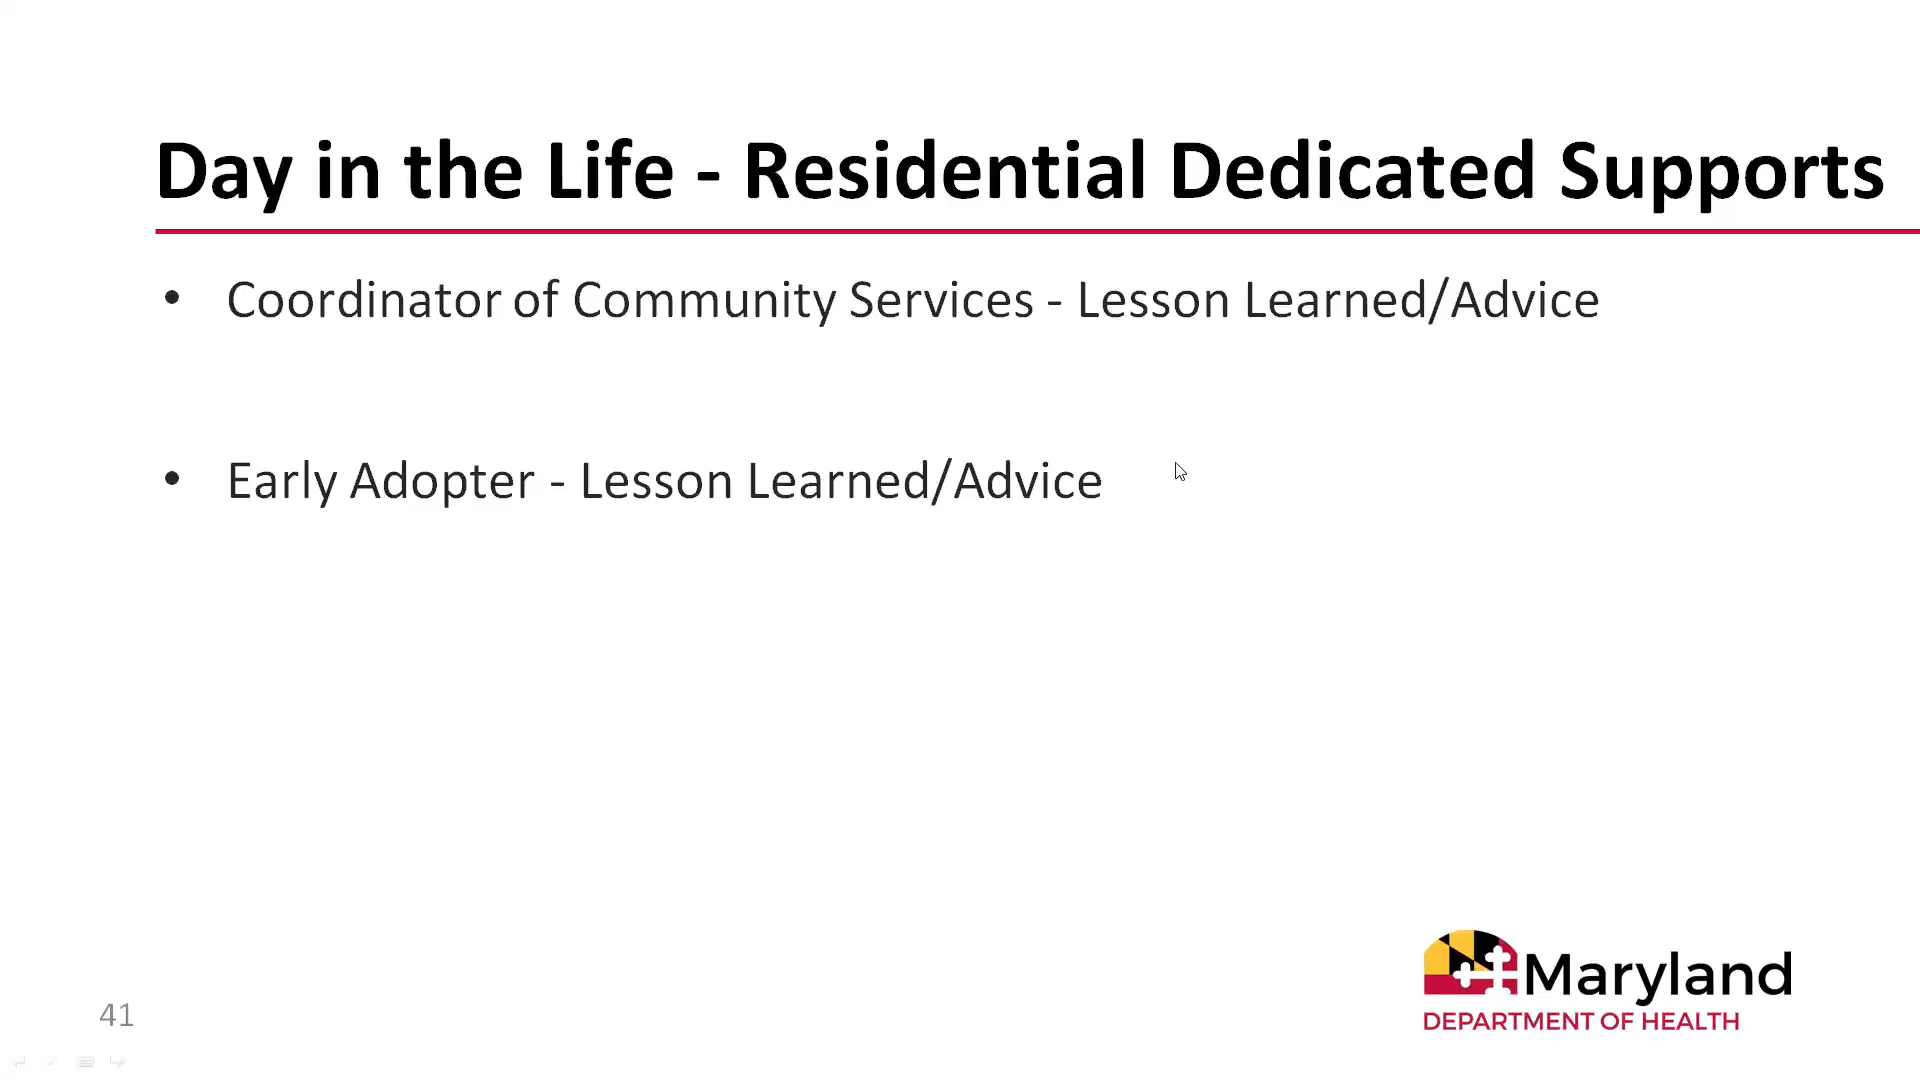 Day in the Life - Residential Dedicated Supports
• Coordinator of Community Services - Lesson Learned/Advice
• Early Adopter - Lesson Learned/Advice
Maryland
DEPARTMENT OF HEALTH
41